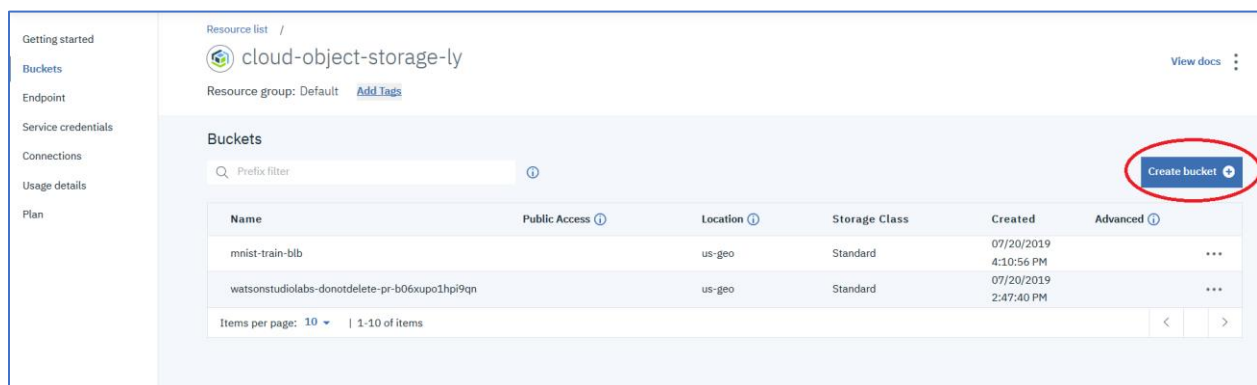 Getting started
Buckets
Endpoint
Service credentials
Connections
Usage details
Plan
Resource list /
cloud-object-storage-ly
View docs
Resource group: Default Add Tags
Buckets
Prefix filter
Create bucket
Name Public Access Location Storage Class Created Advanced
mnist-train-blb us-geo Standard 07/20/2019
4:10:56 PM
watsonstudiolabs-donotdelete-pr-b06xupo1hpi9qn us-geo Standard 07/20/2019
2:47:40 PM
Items per page: 10 | 1-10 of items